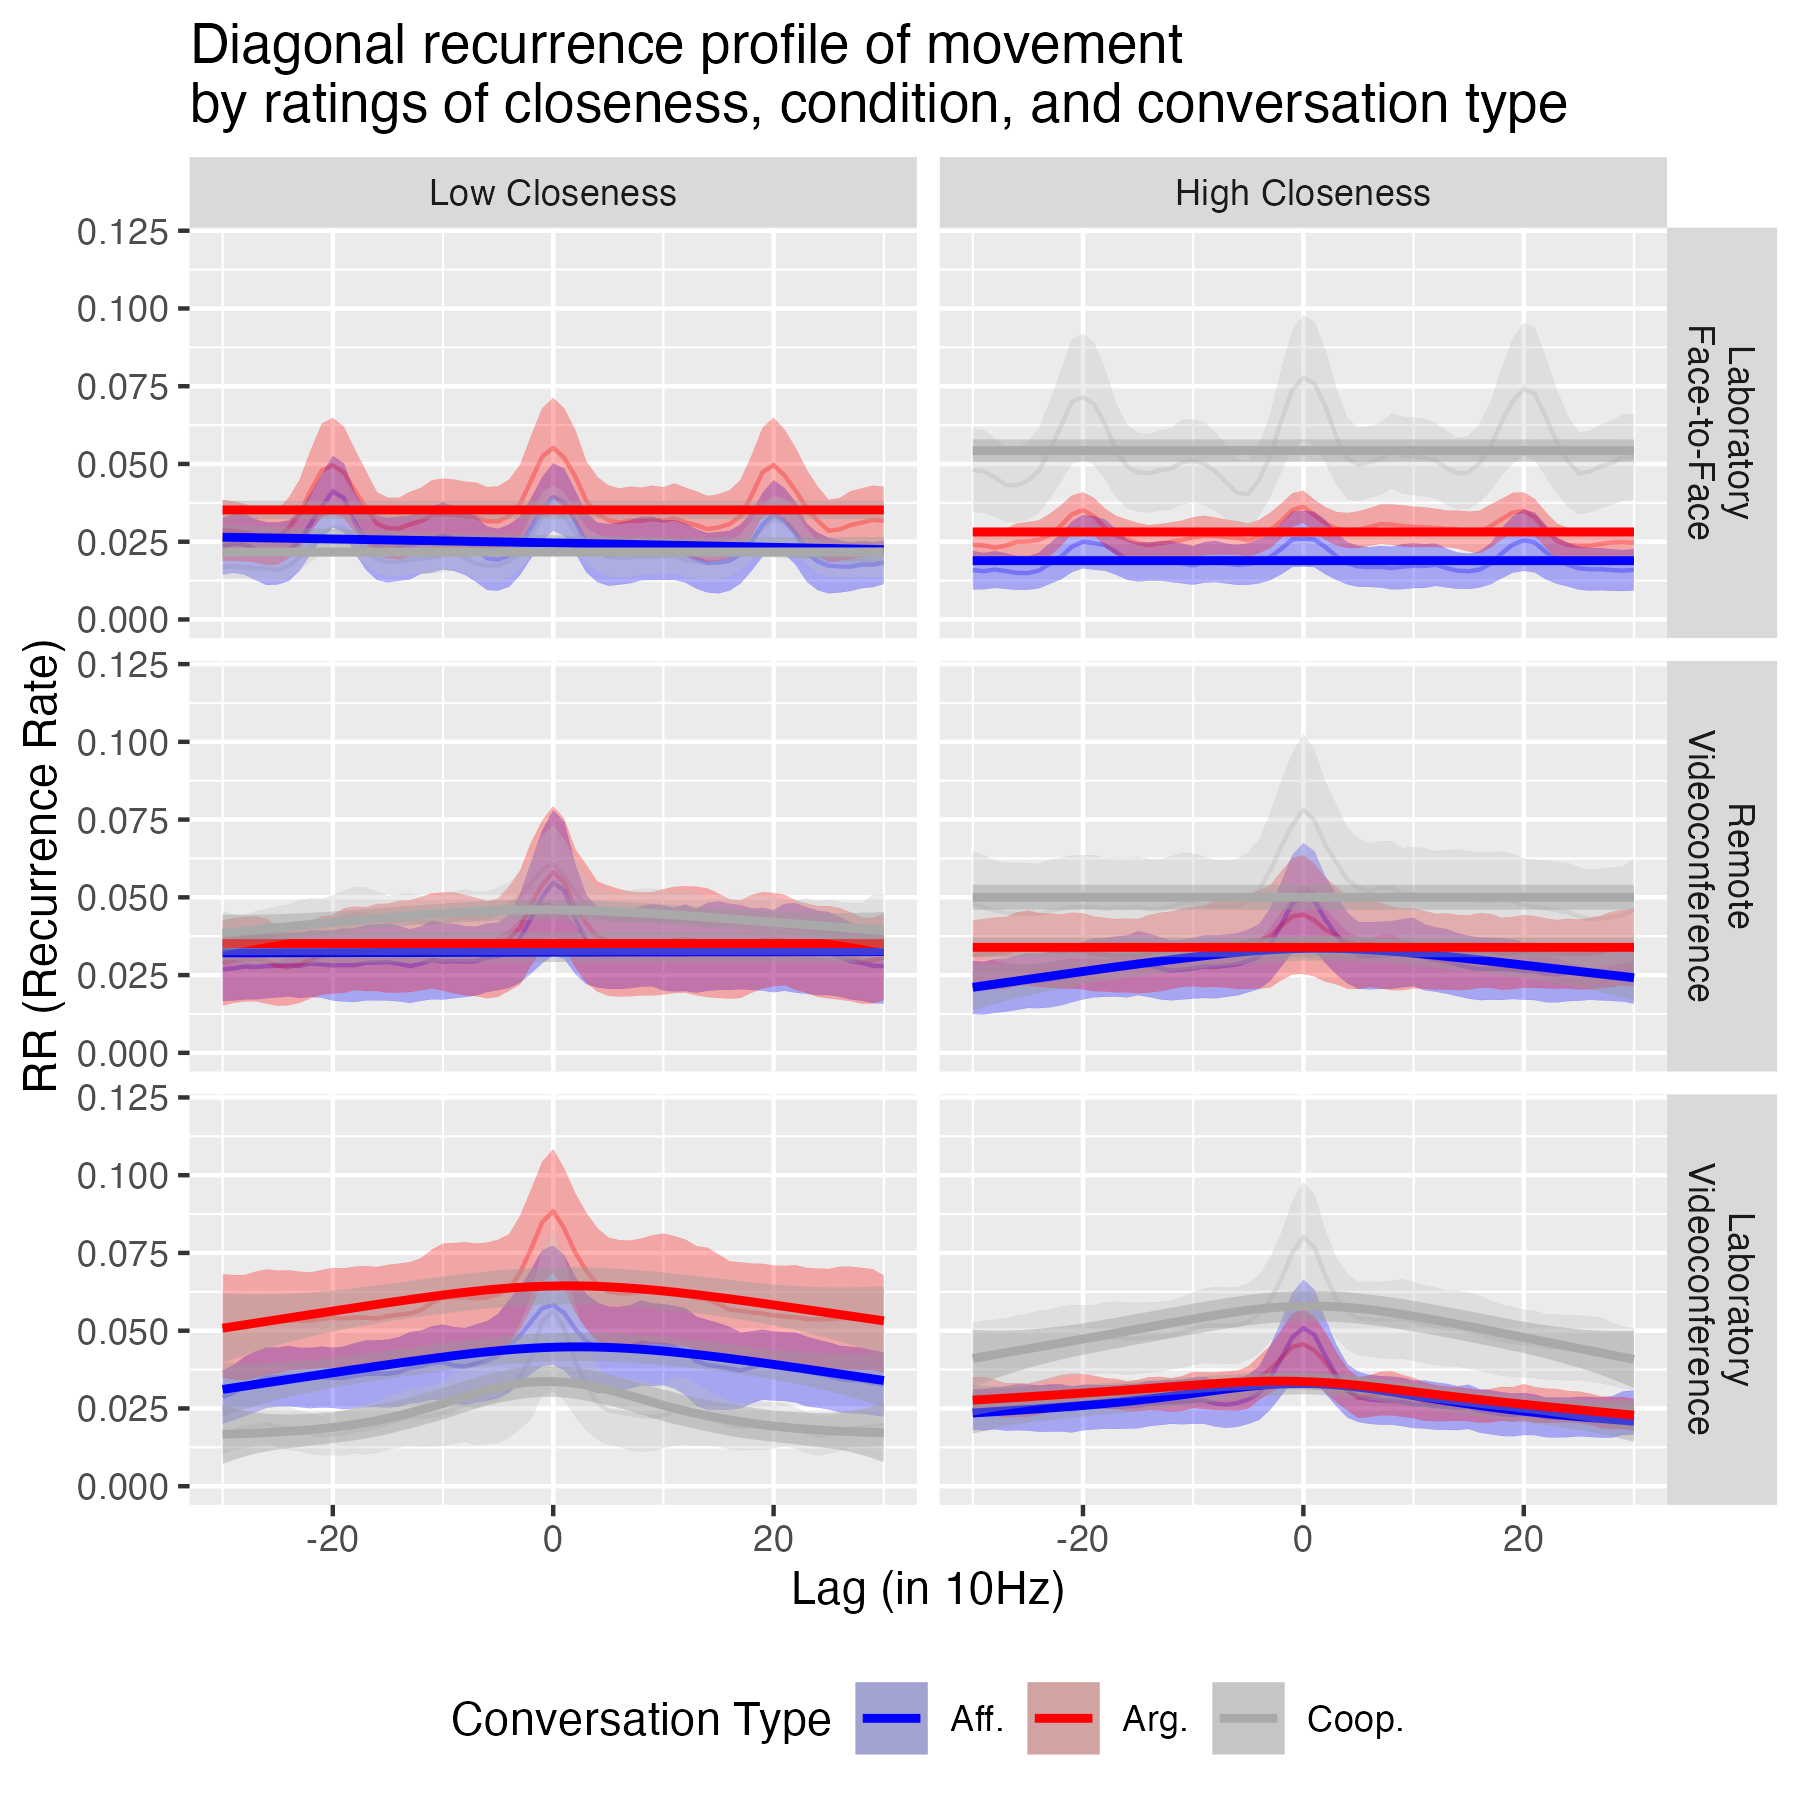 Diagonal recurrence profile of movement
by ratings of closeness, condition, and conversation type
Low Closeness
High Closeness
0.125
0.100
0.075
0.050
0.025
0.000
Laboratory
Face-to-Face
0.125
0.100
0.075
0.050
0.025
0.000
Remote
Videoconference
0.125
0.100
0.075
0.050
0.025
0.000
Laboratory
Videoconference
RR (Recurrence Rate)
-20 0 20
-20 0 20
Lag (in 10Hz)
Conversation Type Aff. Arg. Coop.